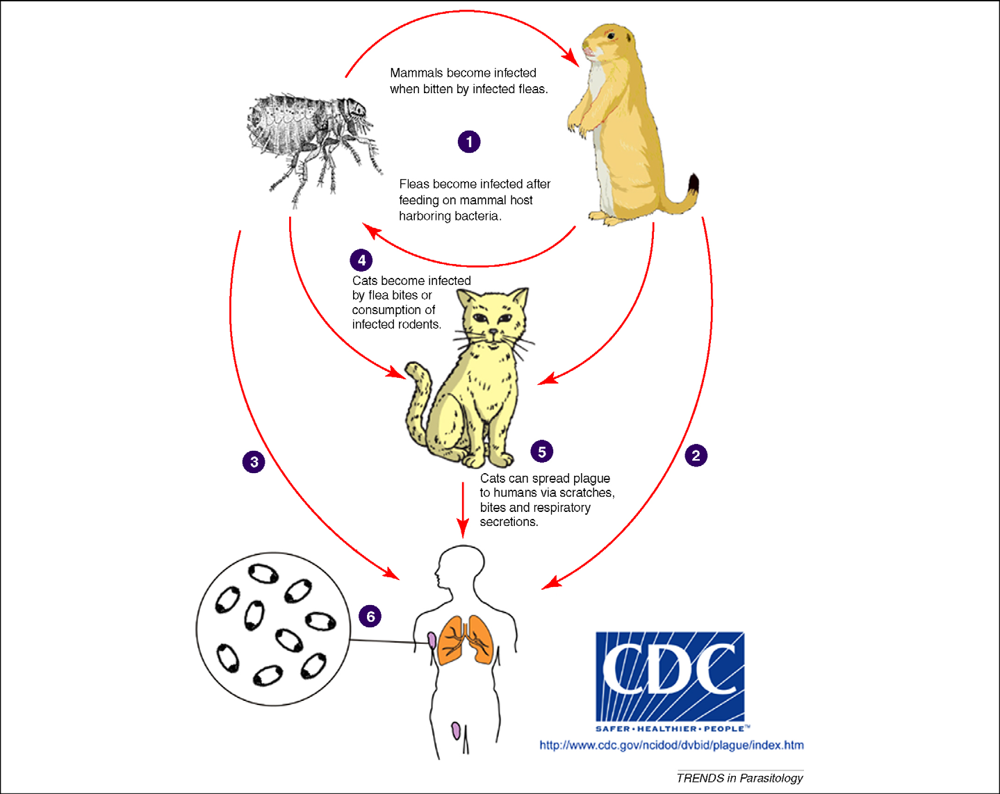 Mammals become infected
when bitten by infected fleas.
1
Fleas become infected after
feeding on mammal host
harboring bacteria.
4
Cats become infected
by flea bites or
consumption of
infected rodents.
3
5
2
Cats can spread plague
to humans via scratches,
bites and respiratory
secretions.
6
CDC
SAFER • HEALTHIER • PEOPLE™
http://www.cdc.gov/ncidod/dvbid/plague/index.htm
TRENDS in Parasitology